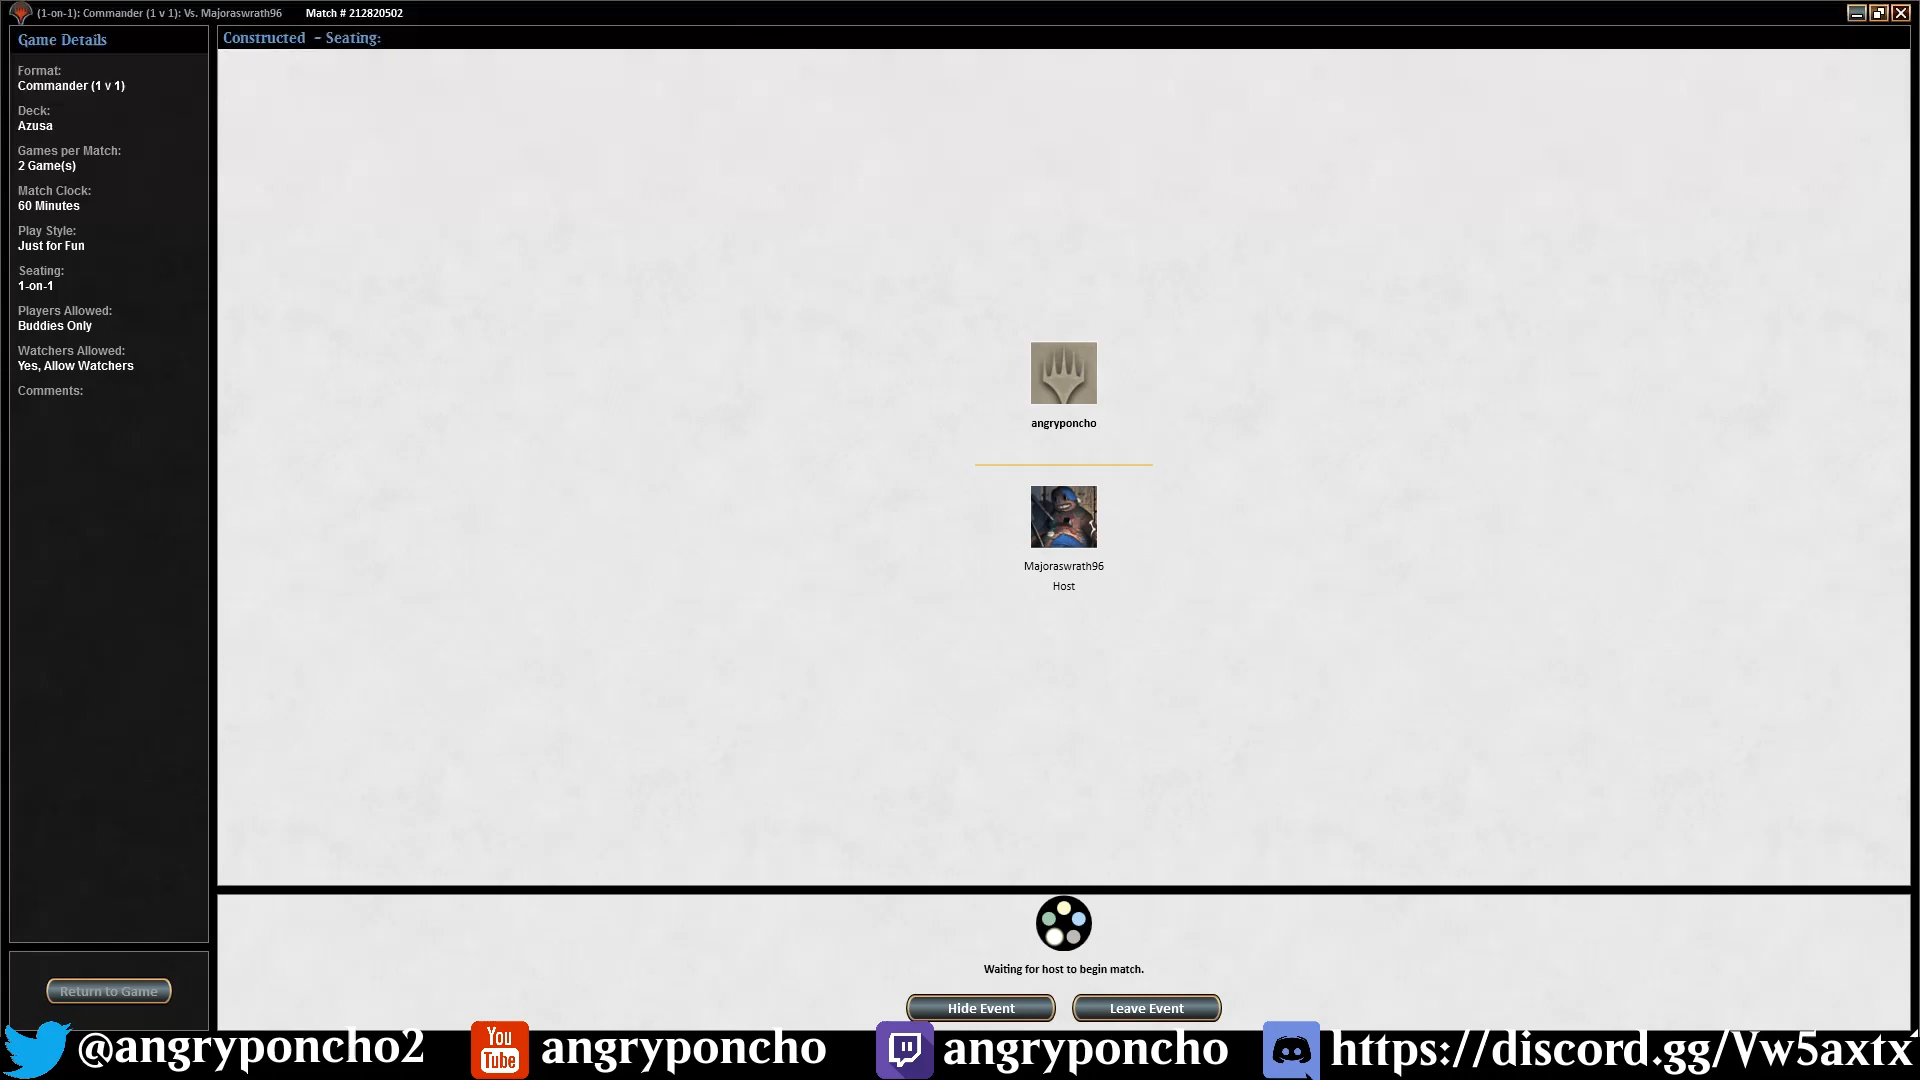 (1-on-1): Commander (1 v 1): Vs. Majoraswrath96 Match # 212820502
Game Details
Format:
Commander (1 v 1)
Deck:
Azusa
Games per Match:
2 Game(s)
Match Clock:
60 Minutes
Play Style:
Just for Fun
Seating:
1-on-1
Players Allowed:
Buddies Only
Watchers Allowed:
Yes, Allow Watchers
Comments:
Return to Game
Constructed - Seating:
angryponcho
Majoraswrath96
Host
Waiting for host to begin match.
Hide Event Leave Event
@angryponcho2 You Tube angryponcho angryponcho https://discord.gg/Vw5axtx